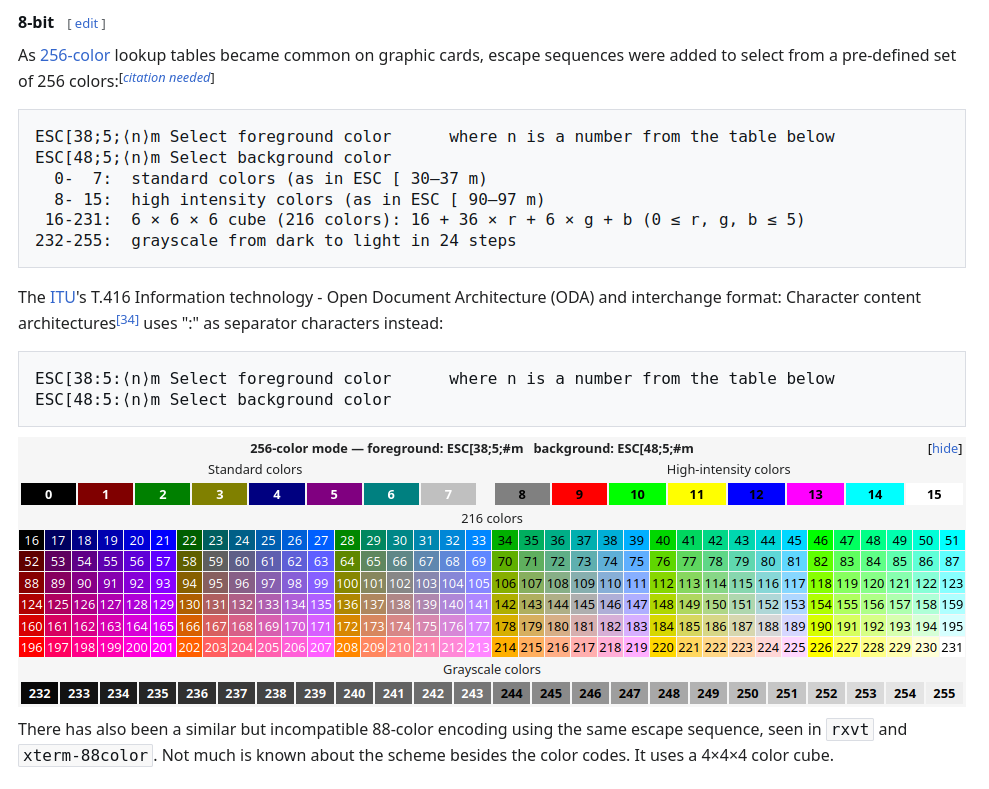 8-bit [ edit ]
As 256-color lookup tables became common on graphic cards, escape sequences were added to select from a pre-defined set
of 256 colors:[citation needed]
ESC[38;5;⟨n⟩m Select foreground color      where n is a number from the table below
ESC[48;5;⟨n⟩m Select background color
  0-  7:  standard colors (as in ESC [ 30–37 m)
  8- 15:  high intensity colors (as in ESC [ 90–97 m)
 16-231:  6 × 6 × 6 cube (216 colors): 16 + 36 × r + 6 × g + b (0 ≤ r, g, b ≤ 5)
232-255:  grayscale from dark to light in 24 steps
The ITU's T.416 Information technology - Open Document Architecture (ODA) and interchange format: Character content
architectures[34] uses ":" as separator characters instead:
ESC[38:5:⟨n⟩m Select foreground color      where n is a number from the table below
ESC[48:5:⟨n⟩m Select background color
256-color mode — foreground: ESC[38;5;#m   background: ESC[48;5;#m [hide]
Standard colors High-intensity colors
0 1 2 3 4 5 6 7 8 9 10 11 12 13 14 15
216 colors
16 17 18 19 20 21 22 23 24 25 26 27 28 29 30 31 32 33 34 35 36 37 38 39 40 41 42 43 44 45 46 47 48 49 50 51
52 53 54 55 56 57 58 59 60 61 62 63 64 65 66 67 68 69 70 71 72 73 74 75 76 77 78 79 80 81 82 83 84 85 86 87
88 89 90 91 92 93 94 95 96 97 98 99 100 101 102 103 104 105 106 107 108 109 110 111 112 113 114 115 116 117 118 119 120 121 122 123
124 125 126 127 128 129 130 131 132 133 134 135 136 137 138 139 140 141 142 143 144 145 146 147 148 149 150 151 152 153 154 155 156 157 158 159
160 161 162 163 164 165 166 167 168 169 170 171 172 173 174 175 176 177 178 179 180 181 182 183 184 185 186 187 188 189 190 191 192 193 194 195
196 197 198 199 200 201 202 203 204 205 206 207 208 209 210 211 212 213 214 215 216 217 218 219 220 221 222 223 224 225 226 227 228 229 230 231
Grayscale colors
232 233 234 235 236 237 238 239 240 241 242 243 244 245 246 247 248 249 250 251 252 253 254 255
There has also been a similar but incompatible 88-color encoding using the same escape sequence, seen in rxvt and
xterm-88color. Not much is known about the scheme besides the color codes. It uses a 4×4×4 color cube.